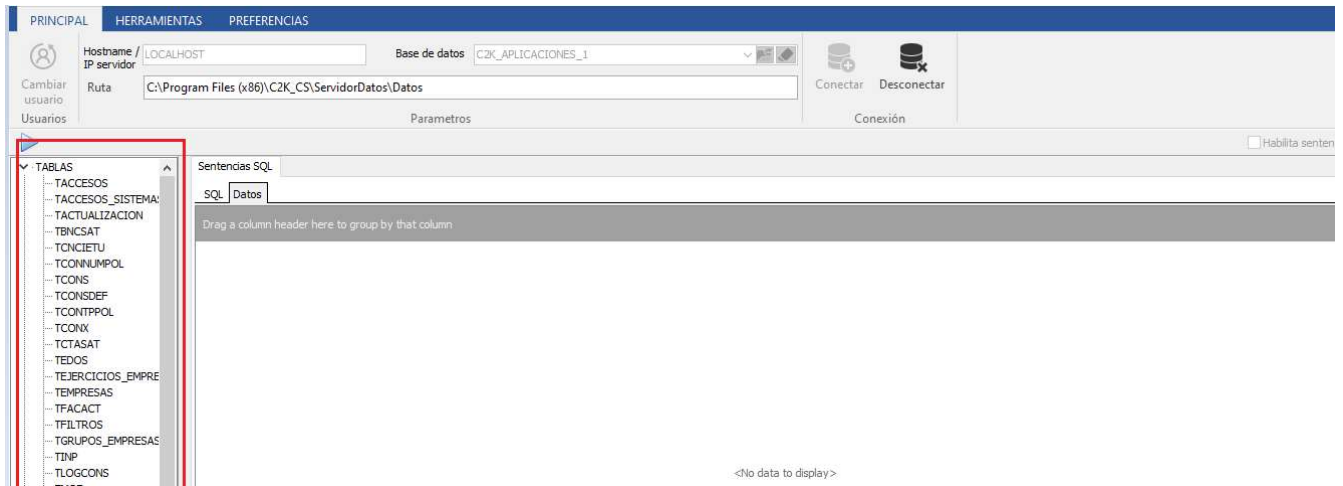 PRINCIPAL HERRAMIENTAS PREFERENCIAS
Hostname / IP servidor LOCALHOST Base de datos C2K_APLICACIONES_1
Ruta C:\Program Files (x86)\C2K_CS\ServidorDatos\Datos
Cambiar usuario
Conectar Desconectar
Usuarios Parametros Conexión
Habilita senten
TABLAS
TACCESOS
TACCESOS_SISTEMAS
TACTUALIZACION
TBNCSAT
TCNCIETU
TCONNUMPOL
TCONS
TCONSDEF
TCONTPPOL
TCONX
TCTASAT
TEDOS
TEJERCICIOS_EMPRE
TEMPRESAS
TFACACT
TFILTROS
TGRUPOS_EMPRESAS
TINP
TLOGCONS
Sentencias SQL
SQL Datos
Drag a column header here to group by that column
<No data to display>